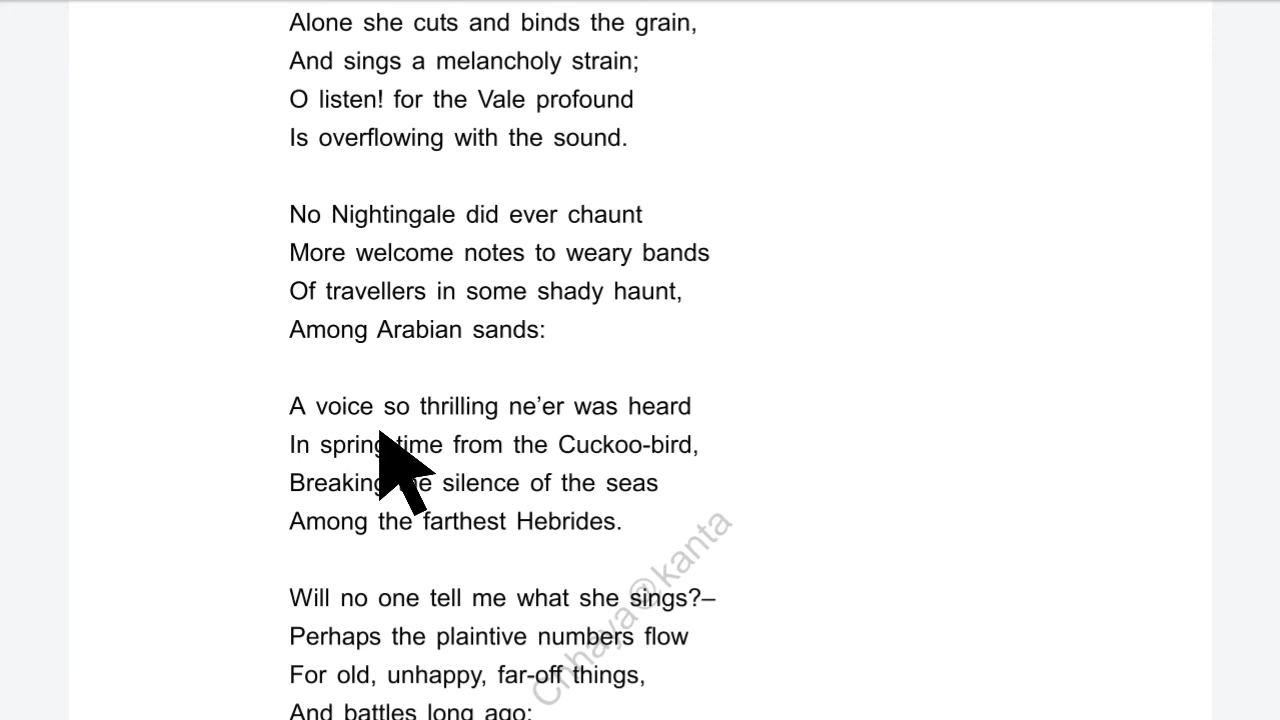 Alone she cuts and binds the grain,
And sings a melancholy strain;
O listen! for the Vale profound
Is overflowing with the sound.
No Nightingale did ever chaunt
More welcome notes to weary bands
Of travellers in some shady haunt,
Among Arabian sands:
A voice so thrilling ne’er was heard
In spring-time from the Cuckoo-bird,
Breaking the silence of the seas
Among the farthest Hebrides.
Will no one tell me what she sings?–
Perhaps the plaintive numbers flow
For old, unhappy, far-off things,
And battles long ago:
Chhaya@kanta